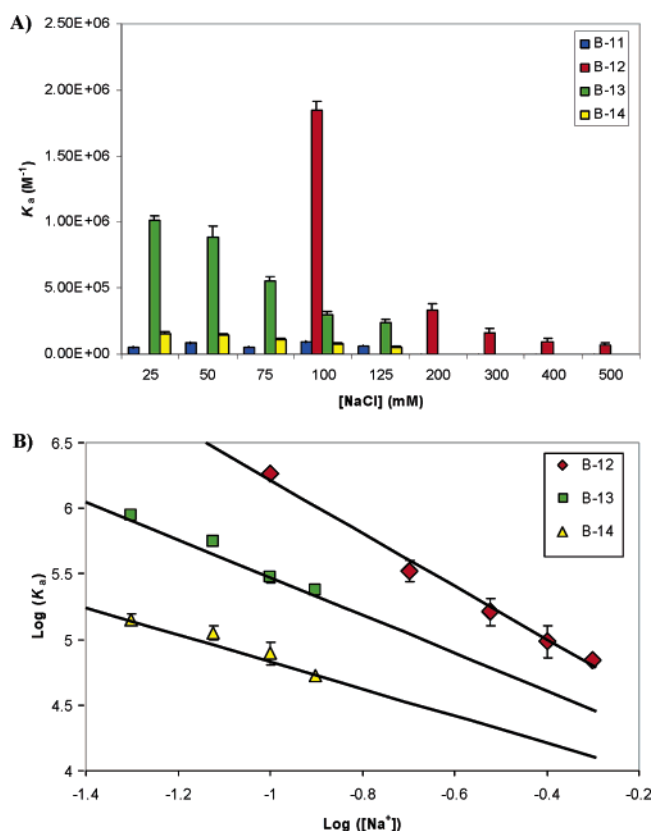 A)
2.50E+06
2.00E+06
1.50E+06
1.00E+06
5.00E+05
0.00E+00
Ka (M-1)
B-11
B-12
B-13
B-14
25 50 75 100 125 200 300 400 500
[NaCl] (mM)
B)
6.5
6
5.5
5
4.5
4
Log (Ka)
B-12
B-13
B-14
-1.4 -1.2 -1 -0.8 -0.6 -0.4 -0.2
Log ([Na+])